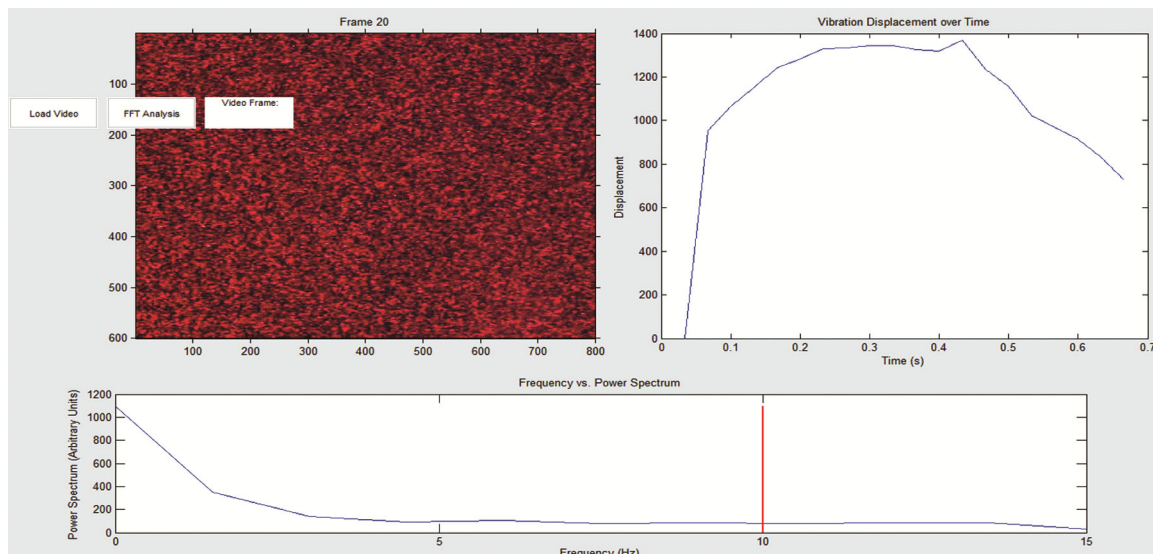 Frame 20
100
200
300
400
500
600
100 200 300 400 500 600 700 800
Load Video
FFT Analysis
Video Frame:
Vibration Displacement over Time
Displacement
1400
1200
1000
800
600
400
200
0
0 0.1 0.2 0.3 0.4 0.5 0.6 0.7
Time (s)
Frequency vs. Power Spectrum
Power Spectrum (Arbitrary Units)
1200
1000
800
600
400
200
0
0 5 10 15
Frequency (Hz)